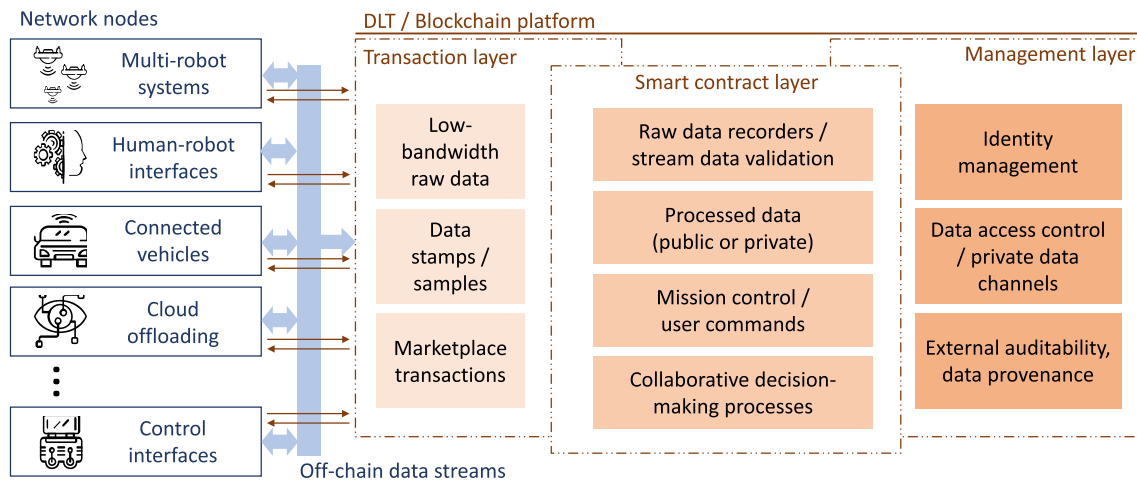 Network nodes
Multi-robot
systems
Human-robot
interfaces
Connected
vehicles
Cloud
offloading
Control
interfaces
Off-chain data streams
DLT / Blockchain platform
Transaction layer
Low-
bandwidth
raw data
Data
stamps /
samples
Marketplace
transactions
Smart contract layer
Raw data recorders /
stream data validation
Processed data
(public or private)
Mission control /
user commands
Collaborative decision-
making processes
Management layer
Identity
management
Data access control
/ private data
channels
External auditability,
data provenance